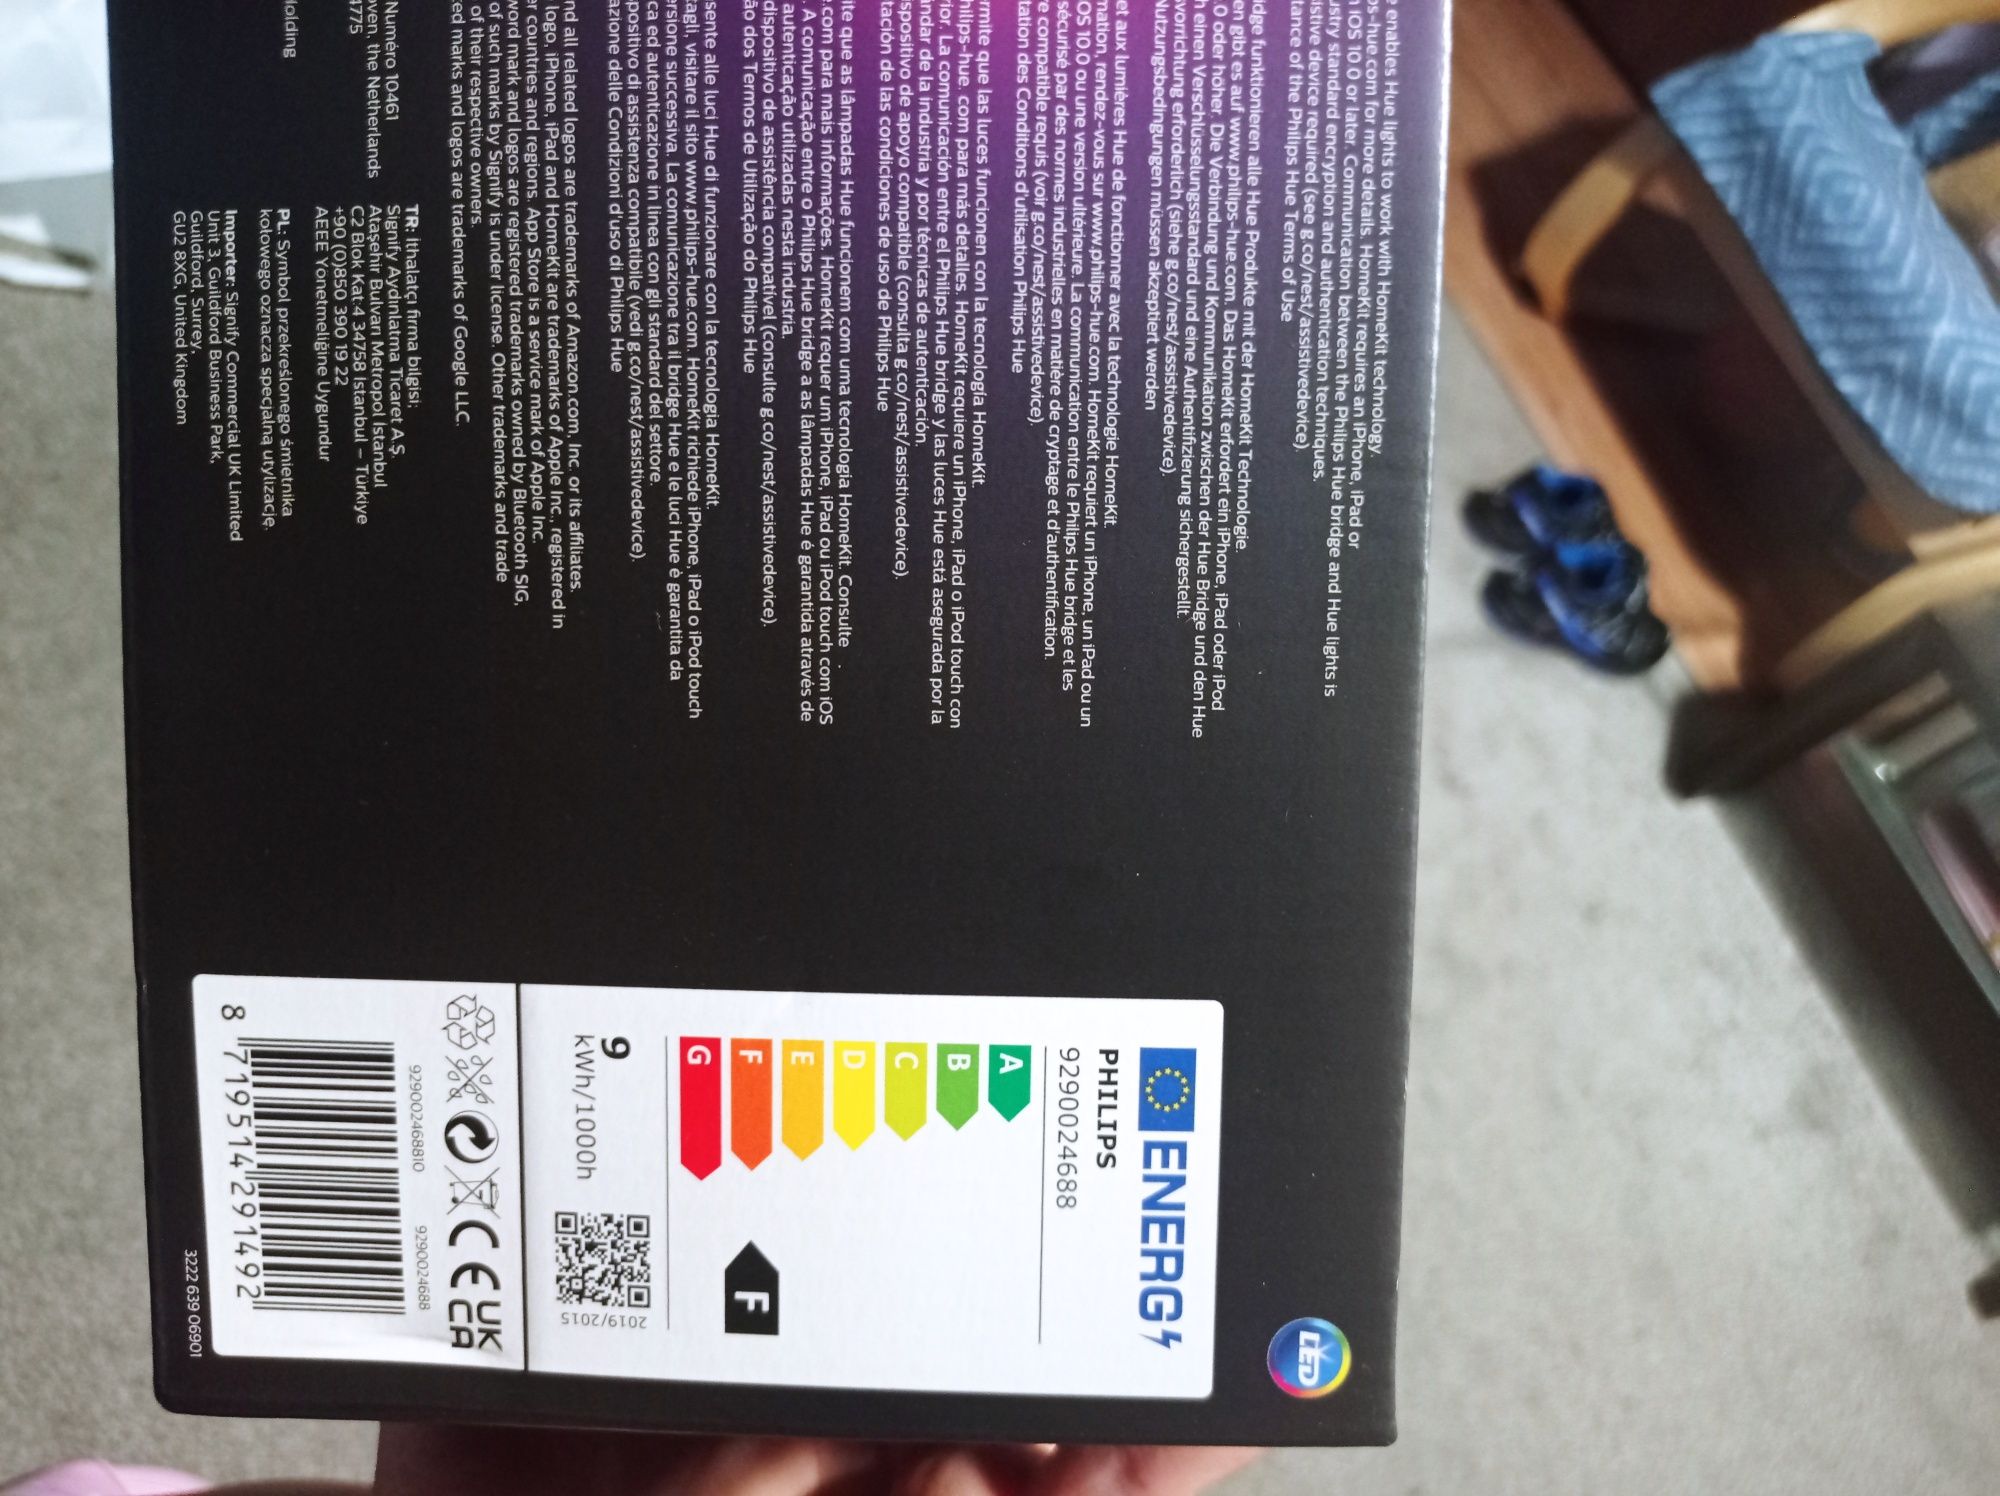 enables Hue lights to work with HomeKit technology.
s-hue.com for more details. HomeKit requires an iPhone, iPad or
iOS 10.0 or later. Communication between the Philips Hue bridge and Hue lights is
ustry standard encryption and authentication techniques.
istive device required (see g.co/nest/assistivedevice).
tance of the Philips Hue Terms of Use
idge funktionieren alle Hue Produkte mit der HomeKit Technologie.
en gibt es auf www.philips-hue.com. Das HomeKit erfordert ein iPhone, iPad oder iPod
.0 oder höher. Die Verbindung und Kommunikation zwischen der Hue Bridge und den Hue
h einen Verschlüsselungsstandard und eine Authentifizierung sichergestellt.
vorrichtung erforderlich (siehe g.co/nest/assistivedevice).
Nutzungsbedingungen müssen akzeptiert werden
et aux lumières Hue de fonctionner avec la technologie HomeKit.
mation, rendez-vous sur www.philips-hue.com. HomeKit requiert un iPhone, un iPad ou un
OS 10.0 ou une version ultérieure. La communication entre le Philips Hue bridge et les
sécurisé par des normes industrielles en matière de cryptage et d'authentification.
re compatible requis (voir g.co/nest/assistivedevice).
tation des Conditions d'utilisation Philips Hue
rmite que las luces funcionen con la tecnología HomeKit.
hilips-hue. com para más detalles, HomeKit requiere un iPhone, iPad o iPod touch con
ior. La comunicación entre el Philips Hue bridge y las luces Hue está asegurada por la
ándar de la industria y por técnicas de autenticación.
ispositivo de apoyo compatible (consulta g.co/nest/assistivedevice).
tación de las condiciones de uso de Philips Hue
ite que as lâmpadas Hue funcionem com uma tecnologia HomeKit. Consulte
.com para mais informações. HomeKit requer um iPhone, iPad ou iPod touch com iOS
. A comunicação entre o Philips Hue bridge a as lâmpadas Hue é garantida através de
autenticação utilizadas nesta indústria.
dispositivo de assistência compatível (consulte g.co/nest/assistivedevice)
ão dos Termos de Utilização do Philips Hue
sente alle luci Hue di funzionare con la tecnologia HomeKit.
tagli, visitare il sito www.philips-hue.com. HomeKit richiede iPhone, iPad o iPod touch
ersione successiva. La comunicazione tra il bridge Hue e le luci Hue è garantita da
ca ed autenticazione in linea con gli standard del settore.
positivo di assistenza compatibile (vedi g.co/nest/assistivedevice).
azione delle Condizioni d'uso di Philips Hue
nd all related logos are trademarks of Amazon.com, Inc. or its affiliates.
logo, iPhone, iPad and HomeKit are trademarks of Apple Inc., registered in
er countries and regions. App Store is a service mark of Apple Inc.
word mark and logos are registered trademarks owned by Bluetooth SIG,
of such marks by Signify is under license. Other trademarks and trade
of their respective owners.
ed marks and logos are trademarks of Google LLC.
Numéro 10461
oven, the Netherlands
4775
Holding
TR: İthalatçı firma bilgisi:
Signify Aydınlatma Ticaret A.Ş.
Ataşehir Bulvarı Metropol İstanbul
C2 Blok Kat:4 34758 İstanbul – Türkiye
+90 (0)850 390 19 22
AEEE Yönetmeliğine Uygundur
PL: Symbol przekreślonego śmietnika
kołowego oznacza specjalną utylizację.
Importer: Signify Commercial UK Limited
Unit 3, Guildford Business Park,
Guildford, Surrey,
GU2 8XG, United Kingdom
LED
ENERG
PHILIPS
9290024688
A
B
C
D
E
F
G
F
9
kWh/1000h
2019/2015
CE UK CA
929002468810
9290024688
8 719514 291492
3222 639 06901